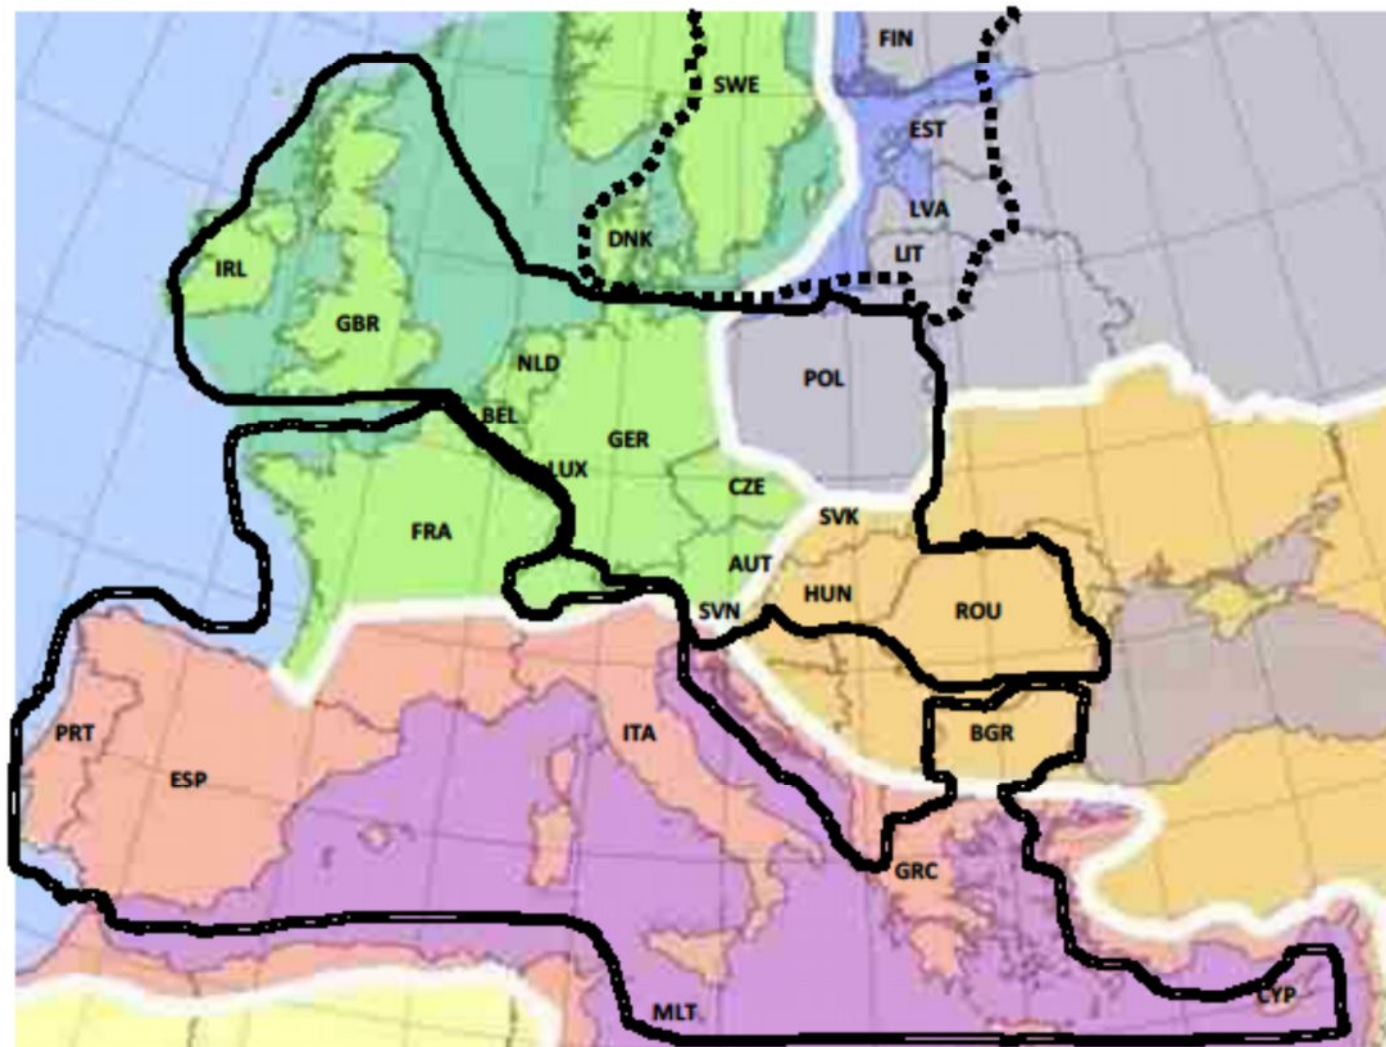 FIN
SWE
EST
LVA
DNK
LIT
IRL
GBR
NLD
POL
BEL
GER
LUX
CZE
SVK
FRA
AUT
HUN
SVN
ROU
PRT
ITA
BGR
ESP
GRC
CYP
MLT